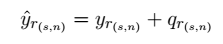 ŷ_{r_{(s,n)}} = y_{r_{(s,n)}} + q_{r_{(s,n)}}